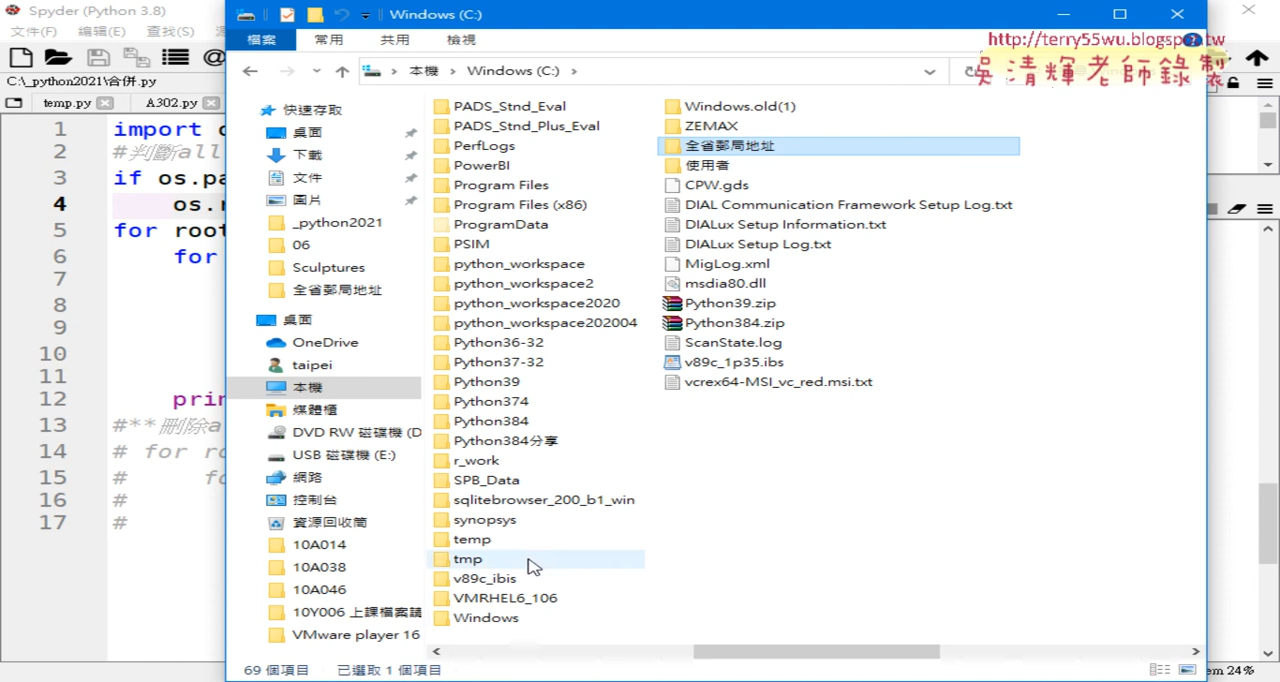 Spyder (Python 3.8)
文件(F) 編輯(E) 查找(S)
C:\_python2021\合併.py
temp.py A302.py
1 import
2 #判斷all
3 if os.pa
4 os.
5 for root
6 for
7
8
9
10
11
12 prin
13 #**刪除a
14 # for ro
15 # fo
16 #
17 #
Windows (C:)
檔案 常用 共用 檢視
本機 Windows (C:)
http://terry55wu.blogspot.tw
吳清輝老師錄製
快速存取
桌面
下載
文件
圖片
_python2021
06
Sculptures
全省郵局地址
桌面
OneDrive
taipei
本機
媒體櫃
DVD RW 磁碟機 (D
USB 磁碟機 (E:)
網路
控制台
資源回收筒
10A014
10A038
10A046
10Y006 上課檔案請
VMware player 16
PADS_Stnd_Eval
PADS_Stnd_Plus_Eval
PerfLogs
PowerBI
Program Files
Program Files (x86)
ProgramData
PSIM
python_workspace
python_workspace2
python_workspace2020
python_workspace202004
Python36-32
Python37-32
Python39
Python374
Python384
Python384分享
r_work
SPB_Data
sqlitebrowser_200_b1_win
synopsys
temp
tmp
v89c_ibis
VMRHEL6_106
Windows
Windows.old(1)
ZEMAX
全省郵局地址
使用者
CPW.gds
DIAL Communication Framework Setup Log.txt
DIALux Setup Information.txt
DIALux Setup Log.txt
MigLog.xml
msdia80.dll
Python39.zip
Python384.zip
ScanState.log
v89c_1p35.ibs
vcrex64-MSI_vc_red.msi.txt
69 個項目 已選取 1 個項目
em 24%